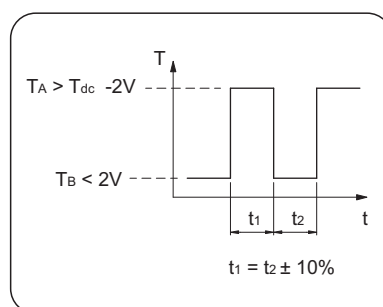 T
TA > Tdc -2V
TB < 2V
t1 t2 t
t1 = t2 ± 10%